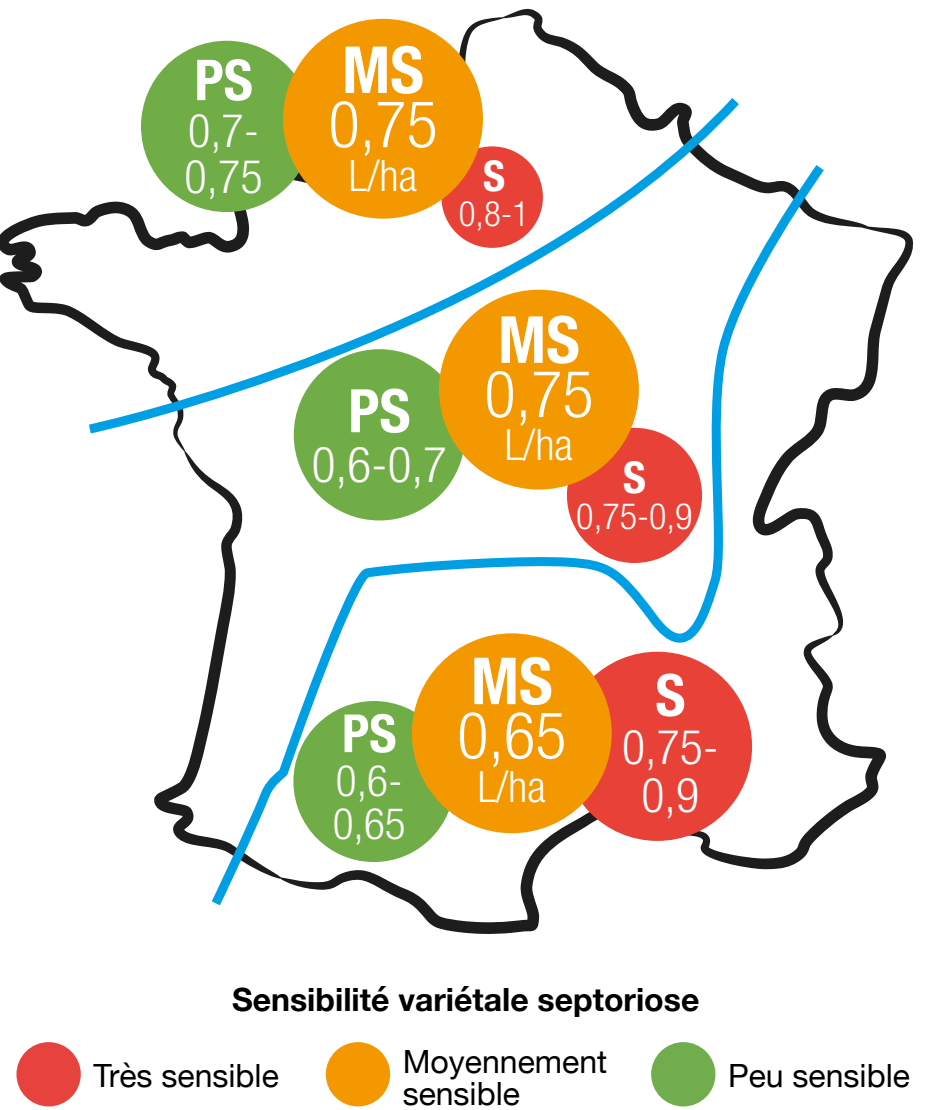 PS
0,7-
0,75
MS
0,75
L/ha
S
0,8-1
PS
0,6-0,7
MS
0,75
L/ha
S
0,75-0,9
PS
0,6-
0,65
MS
0,65
L/ha
S
0,75-
0,9
Sensibilité variétale septoriose
Très sensible
Moyennement
sensible
Peu sensible